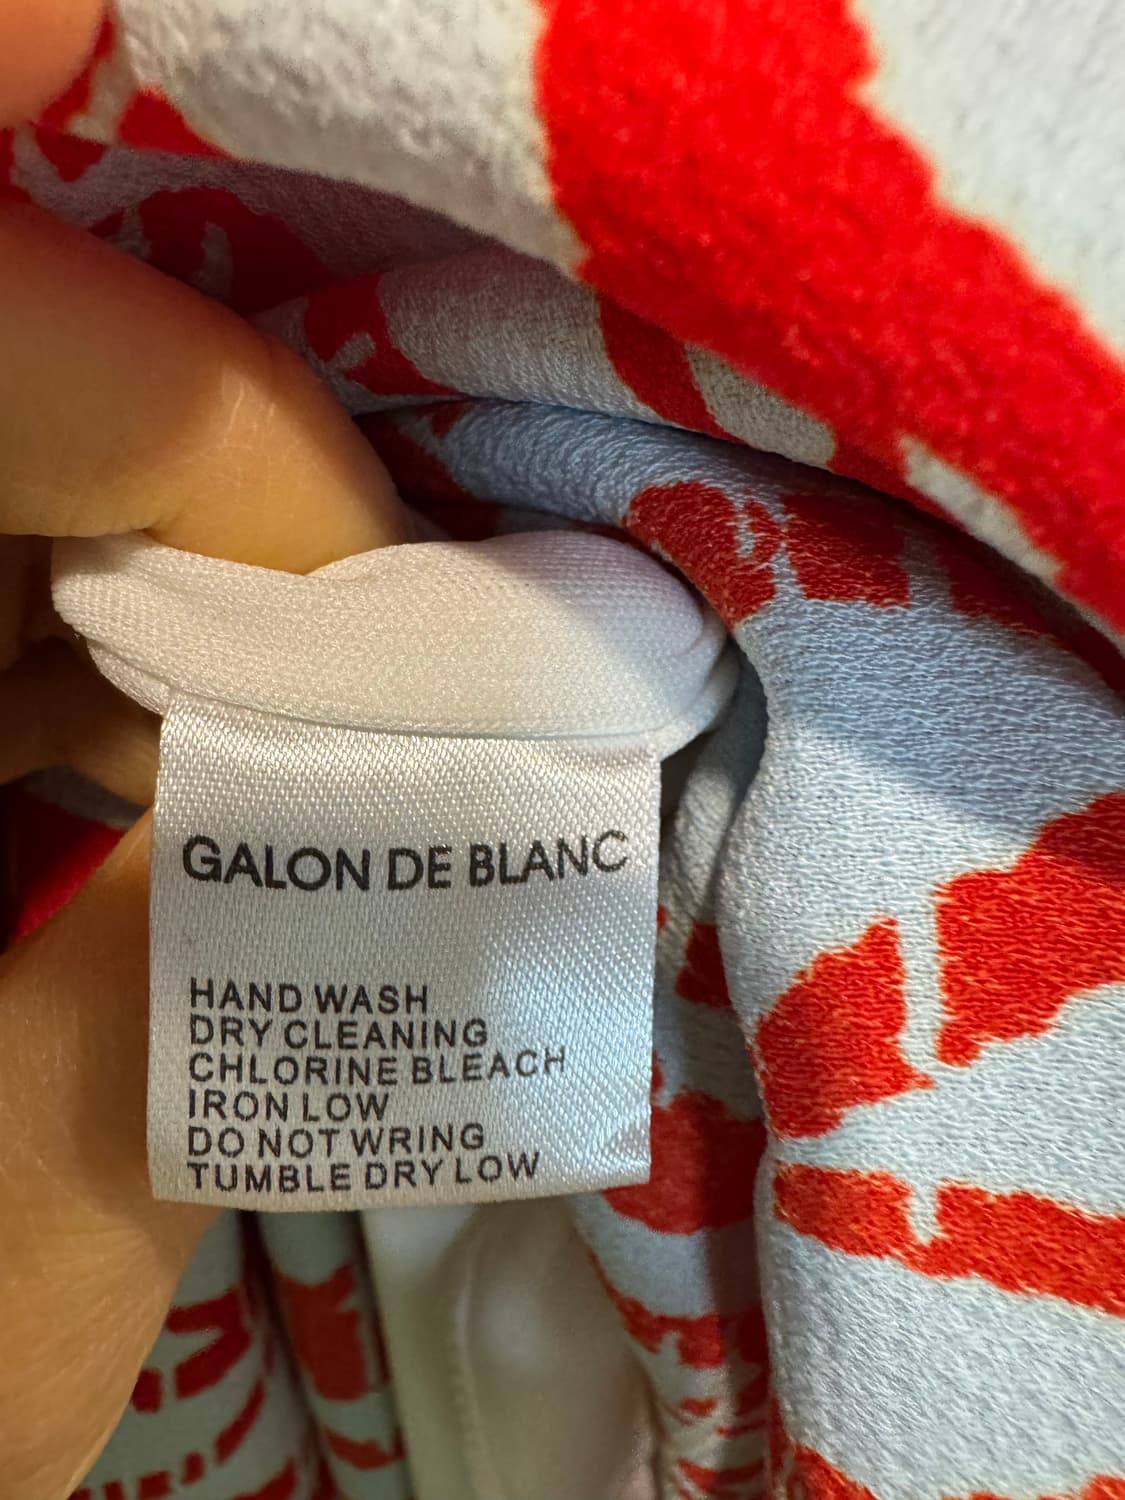 GALON DE BLANC
HAND WASH
DRY CLEANING
CHLORINE BLEACH
IRON LOW
DO NOT WRING
TUMBLE DRY LOW